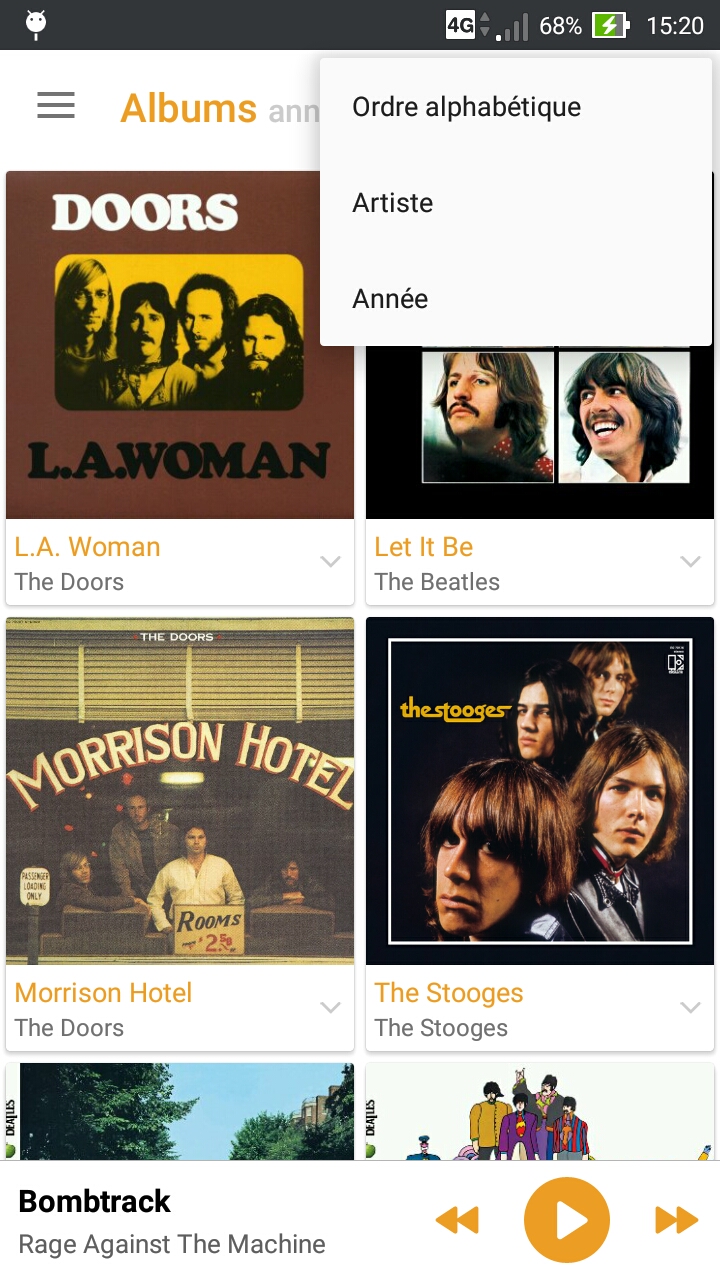 4G 68% 15:20
Albums ann
Ordre alphabétique
Artiste
Année
DOORS
L.A.WOMAN
L.A. Woman
The Doors
Let It Be
The Beatles
THE DOORS
MORRISON HOTEL
PASSENGER
LOADING
ONLY
ROOMS
2.50
thestooges
Morrison Hotel
The Doors
The Stooges
The Stooges
BEATLES
BEATLES
Bombtrack
Rage Against The Machine